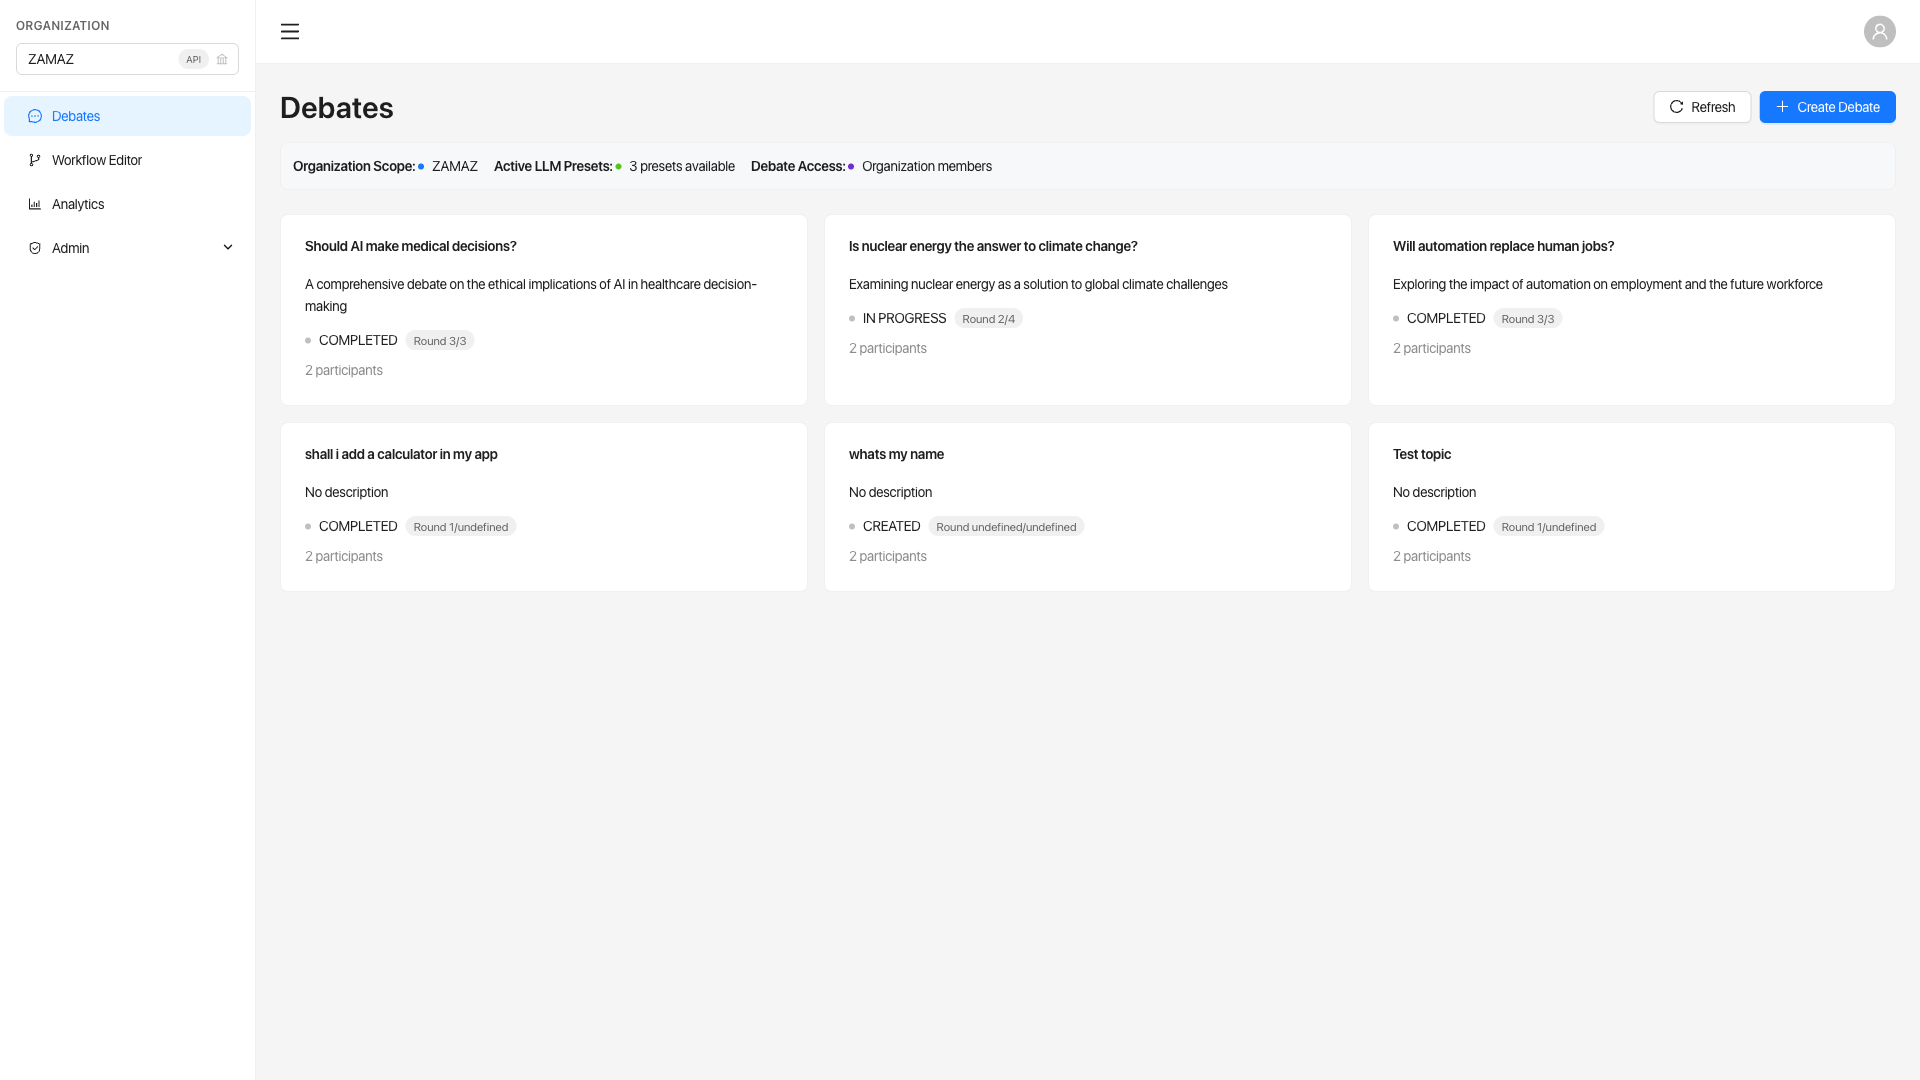 ORGANIZATION
ZAMAZ API
Debates
Workflow Editor
Analytics
Admin
Debates
Refresh
Create Debate
Organization Scope: ZAMAZ Active LLM Presets: 3 presets available Debate Access: Organization members
Should AI make medical decisions?
A comprehensive debate on the ethical implications of AI in healthcare decision-
making
COMPLETED Round 3/3
2 participants
Is nuclear energy the answer to climate change?
Examining nuclear energy as a solution to global climate challenges
IN PROGRESS Round 2/4
2 participants
Will automation replace human jobs?
Exploring the impact of automation on employment and the future workforce
COMPLETED Round 3/3
2 participants
shall i add a calculator in my app
No description
COMPLETED Round 1/undefined
2 participants
whats my name
No description
CREATED Round undefined/undefined
2 participants
Test topic
No description
COMPLETED Round 1/undefined
2 participants